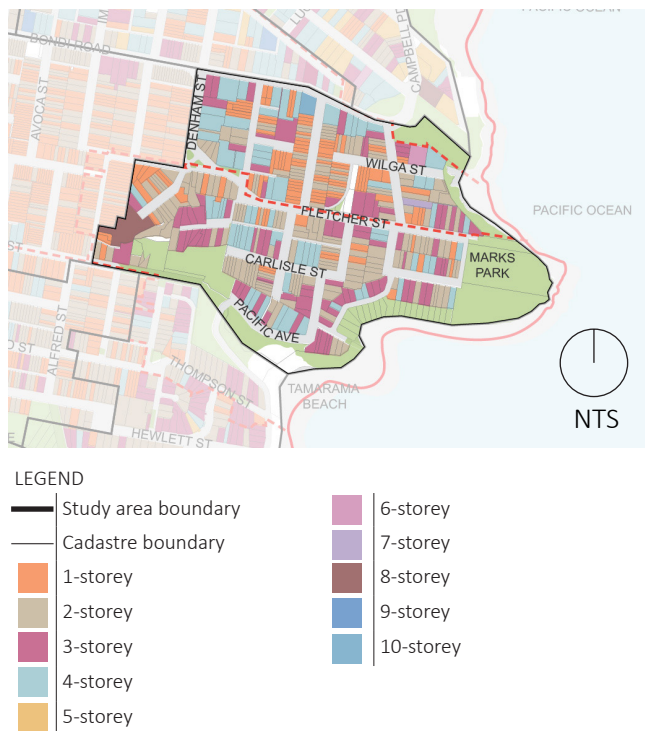 PACIFIC OCEAN
BONDI ROAD
CAMPBELL PD
AVOCA ST
DENHAM ST
WILGA ST
PACIFIC OCEAN
FLETCHER ST
MARKS
PARK
CARLISLE ST
PACIFIC AVE
ALFRED ST
THOMPSON ST
TAMARAMA
BEACH
HEWLETT ST
NTS
LEGEND
Study area boundary
Cadastre boundary
1-storey
2-storey
3-storey
4-storey
5-storey
6-storey
7-storey
8-storey
9-storey
10-storey